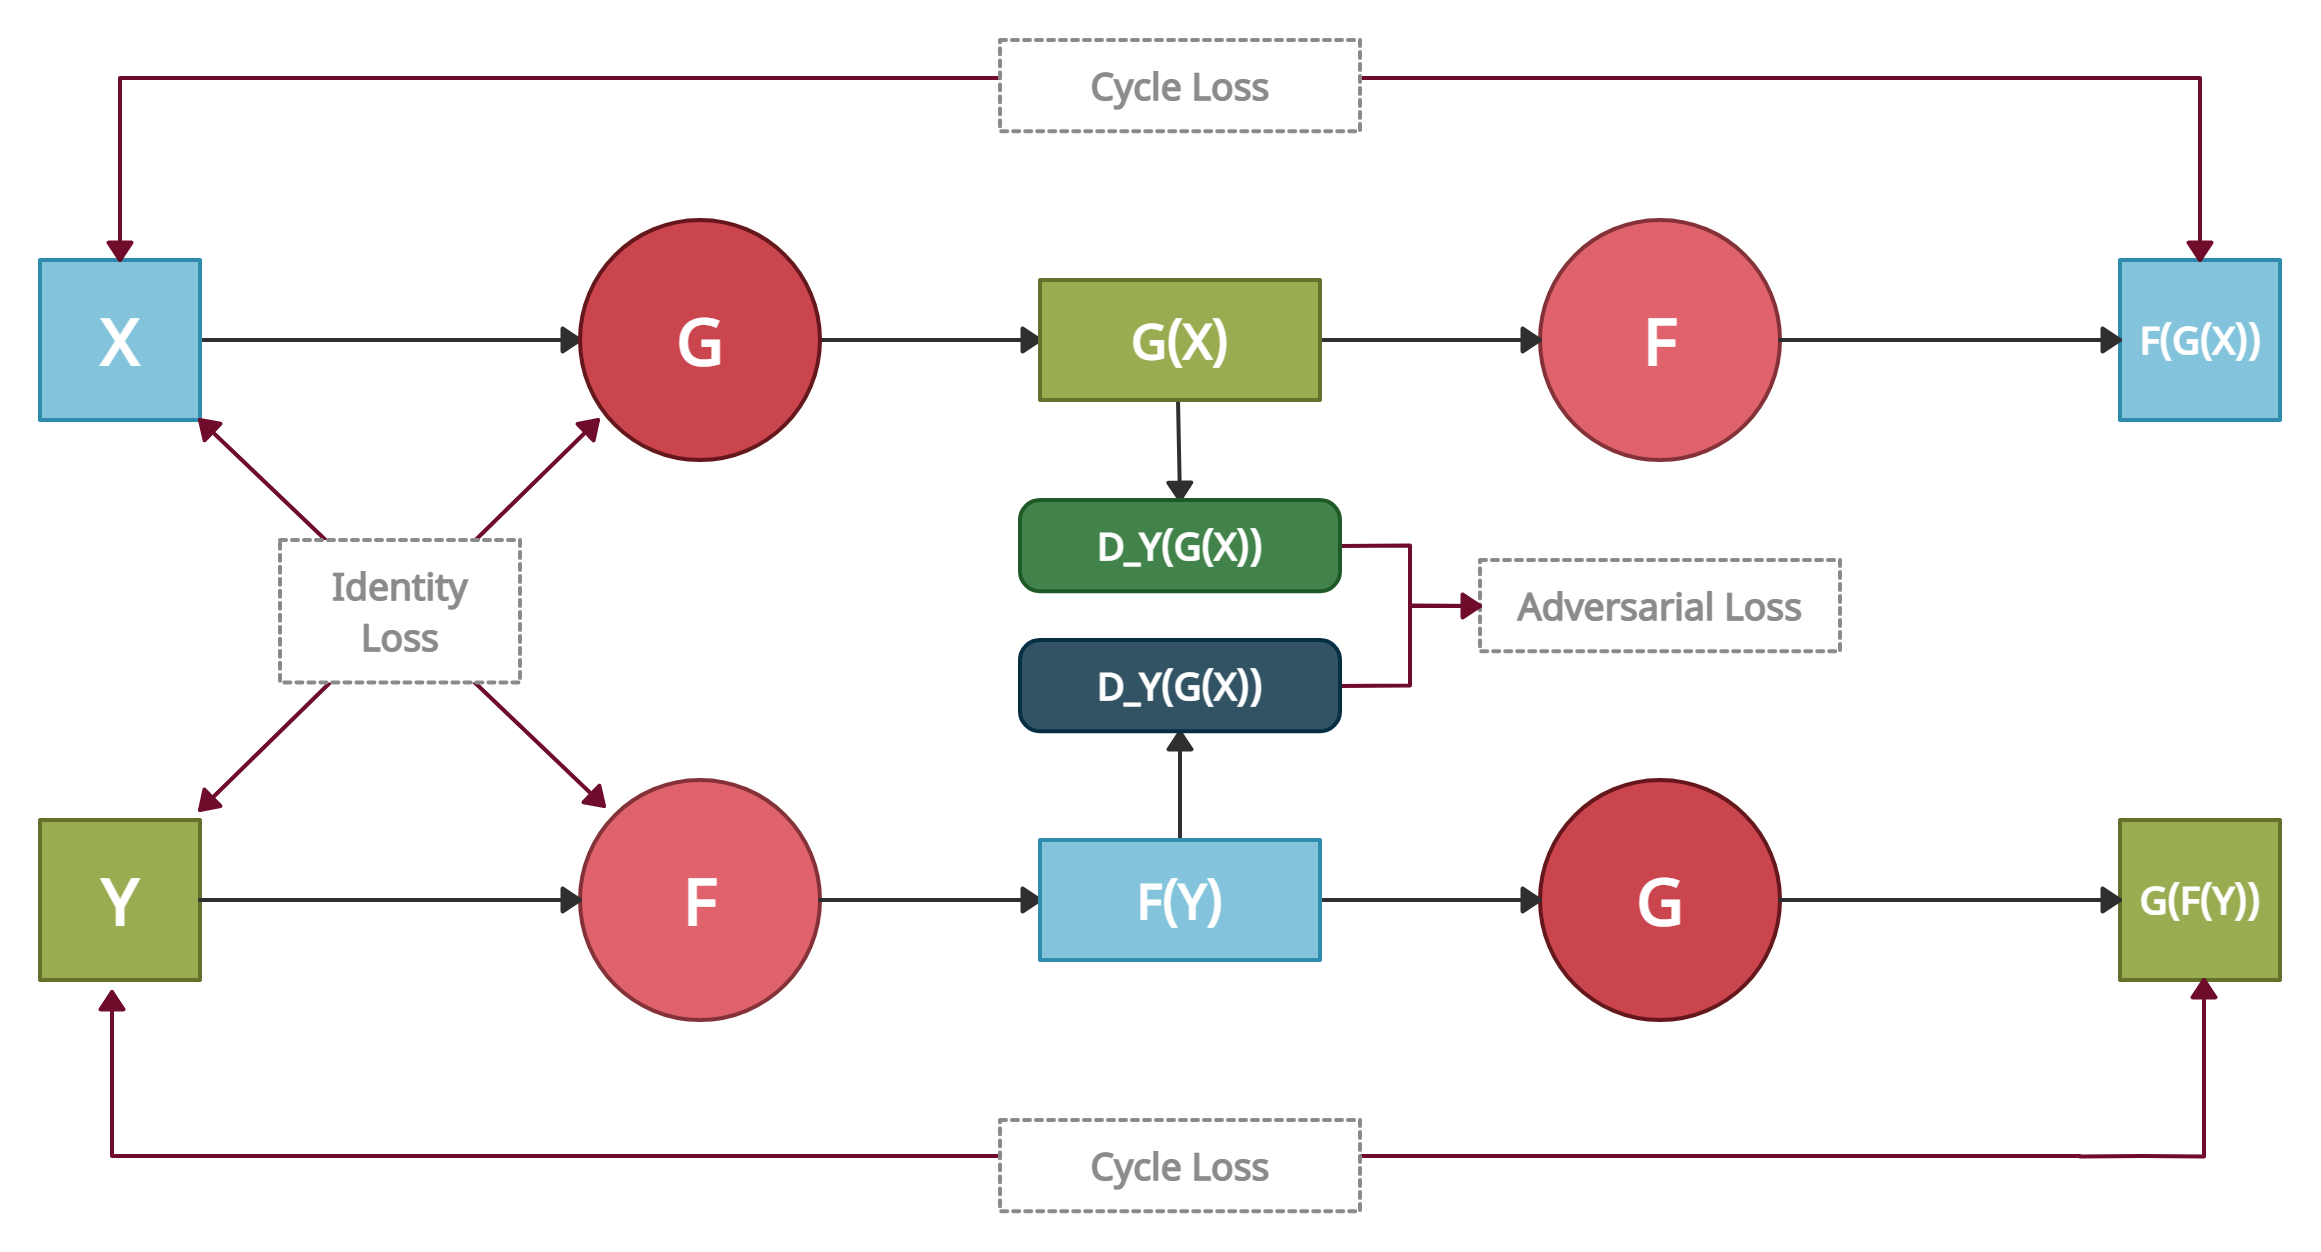 Cycle Loss
X
G
G(X)
F
F(G(X))
D_Y(G(X))
Identity
Loss
Adversarial Loss
D_Y(G(X))
Y
F
F(Y)
G
G(F(Y))
Cycle Loss